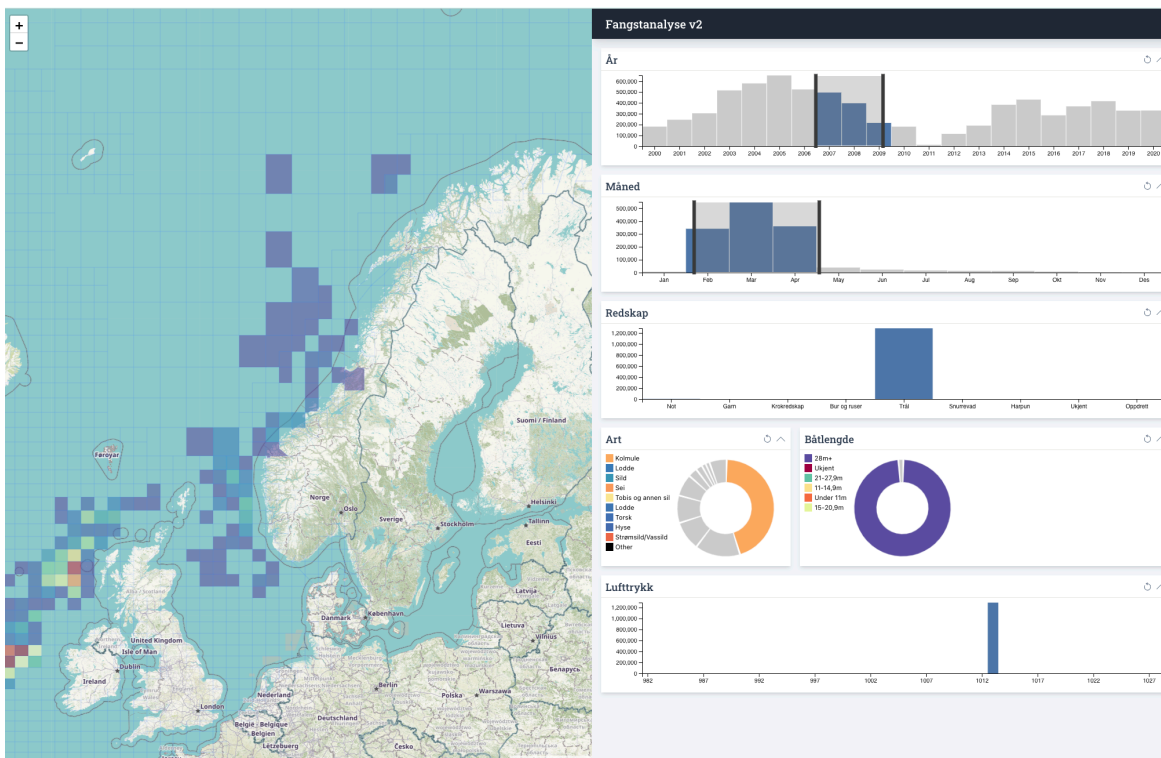 +
−
Føroyar
Norge
Oslo
Sverige
Stockholm
Suomi / Finland
Helsinki
Tallinn
Eesti
Latvija
Lietuva
Vilnius
Беларусь
Danmark
København
Alba / Scotland
United Kingdom
Isle of Man
Dublin
Ireland
England
London
Nederland
België - Belgique
Belgien
Lëtzebuerg
Deutschland
Berlin
Polska
Warszawa
Česko
Fangstanalyse v2
År
600,000
500,000
400,000
300,000
200,000
100,000
0
2000 2001 2002 2003 2004 2005 2006 2007 2008 2009 2010 2011 2012 2013 2014 2015 2016 2017 2018 2019 2020
Måned
500,000
400,000
300,000
200,000
100,000
0
Jan Feb Mar Apr May Jun Jul Aug Sep Okt Nov Des
Redskap
1,200,000
1,000,000
800,000
600,000
400,000
200,000
0
Not Garn Krokredskap Bur og ruser Trål Snurrevad Harpun Ukjent Oppdrett
Art
Kolmule
Lodde
Sild
Sei
Tobis og annen sil
Lodde
Torsk
Hyse
Strømsild/Vassild
Other
Båtlengde
28m+
Ukjent
21-27,9m
11-14,9m
Under 11m
15-20,9m
Lufttrykk
1,200,000
1,000,000
800,000
600,000
400,000
200,000
0
982 987 992 997 1002 1007 1012 1017 1022 1027